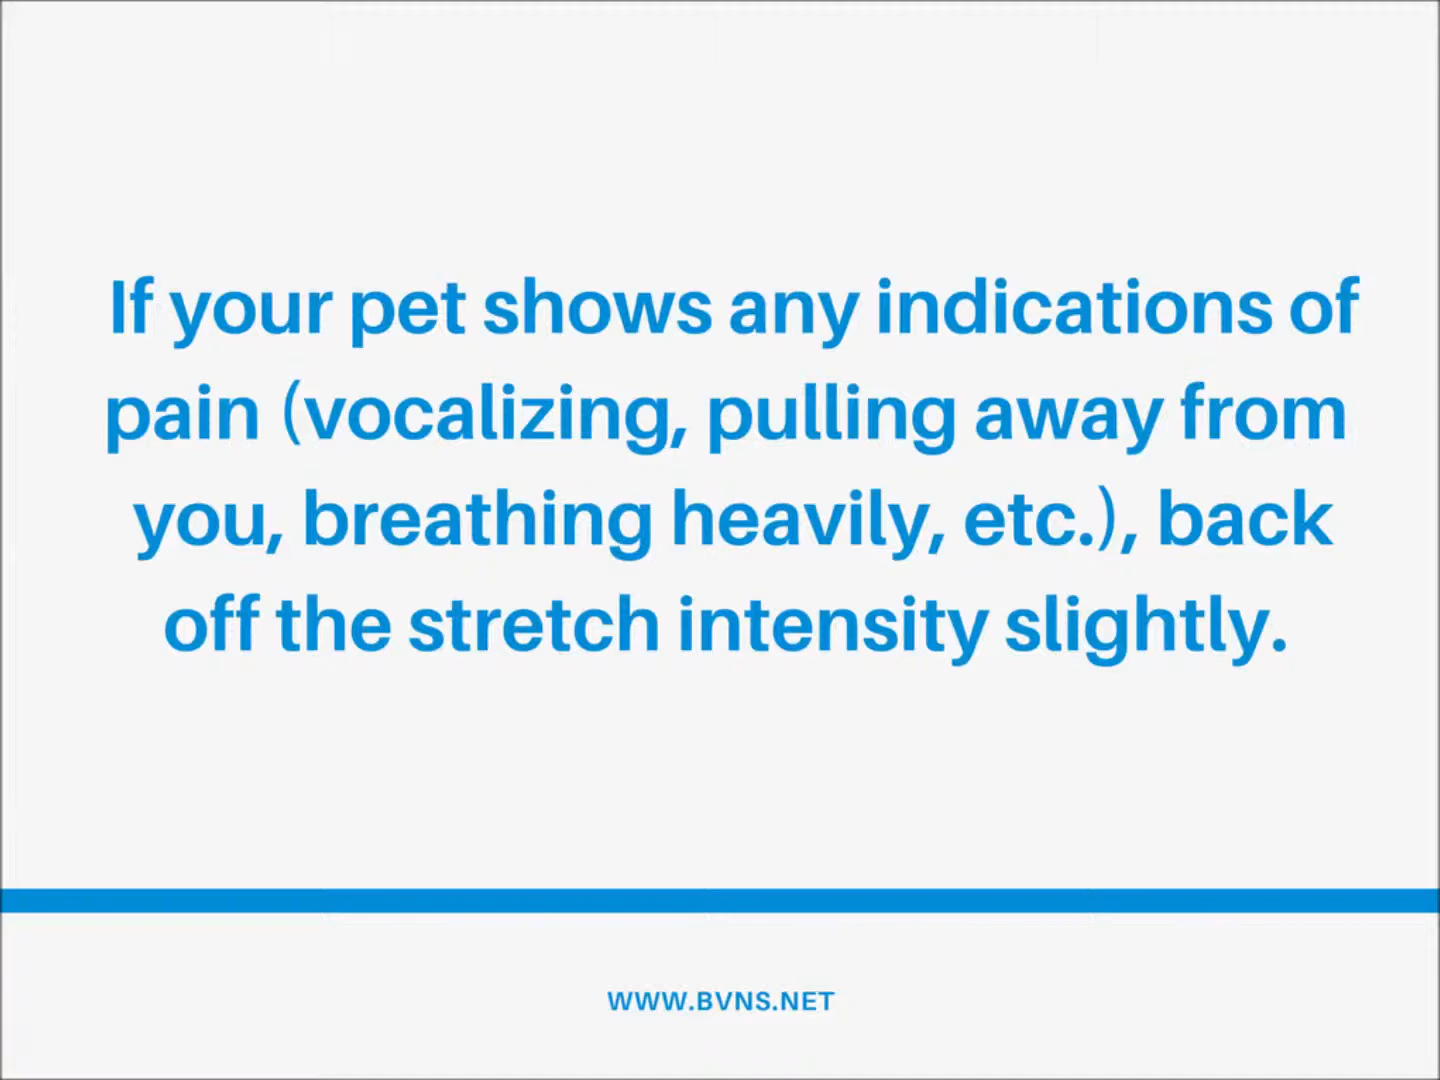 If your pet shows any indications of
pain (vocalizing, pulling away from
you, breathing heavily, etc.), back
off the stretch intensity slightly.
WWW.BVNS.NET